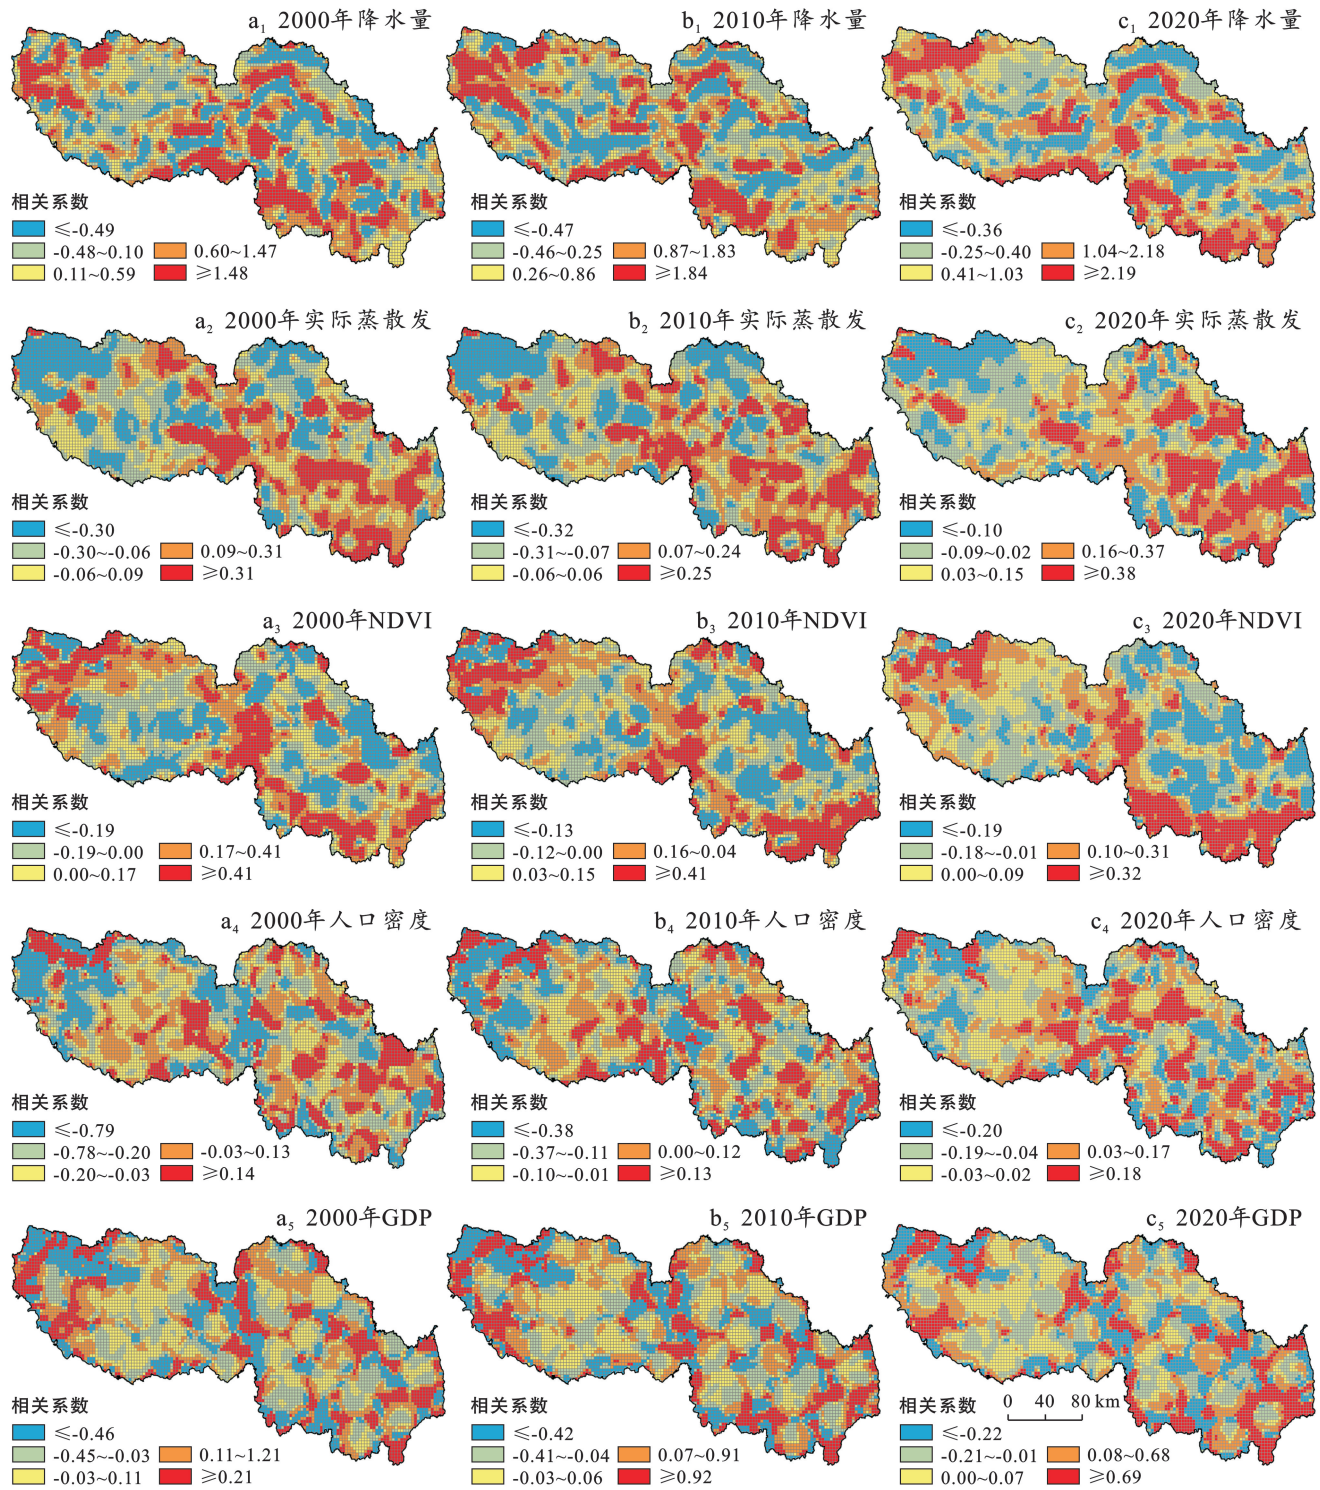 a₁ 2000年降水量
相关系数
≤-0.49
-0.48~0.10
0.60~1.47
0.11~0.59
≥1.48
b₁ 2010年降水量
相关系数
≤-0.47
-0.46~0.25
0.87~1.83
0.26~0.86
≥1.84
c₁ 2020年降水量
相关系数
≤-0.36
-0.25~0.40
1.04~2.18
0.41~1.03
≥2.19
a₂ 2000年实际蒸散发
相关系数
≤-0.30
-0.30~-0.06
0.09~0.31
-0.06~0.09
≥0.31
b₂ 2010年实际蒸散发
相关系数
≤-0.32
-0.31~-0.07
0.07~0.24
-0.06~0.06
≥0.25
c₂ 2020年实际蒸散发
相关系数
≤-0.10
-0.09~0.02
0.16~0.37
0.03~0.15
≥0.38
a₃ 2000年NDVI
相关系数
≤-0.19
-0.19~0.00
0.17~0.41
0.00~0.17
≥0.41
b₃ 2010年NDVI
相关系数
≤-0.13
-0.12~0.00
0.16~0.04
0.03~0.15
≥0.41
c₃ 2020年NDVI
相关系数
≤-0.19
-0.18~-0.01
0.10~0.31
0.00~0.09
≥0.32
a₄ 2000年人口密度
相关系数
≤-0.79
-0.78~-0.20
-0.03~0.13
-0.20~-0.03
≥0.14
b₄ 2010年人口密度
相关系数
≤-0.38
-0.37~-0.11
0.00~0.12
-0.10~-0.01
≥0.13
c₄ 2020年人口密度
相关系数
≤-0.20
-0.19~-0.04
0.03~0.17
-0.03~0.02
≥0.18
a₅ 2000年GDP
相关系数
≤-0.46
-0.45~-0.03
0.11~1.21
-0.03~0.11
≥0.21
b₅ 2010年GDP
相关系数
≤-0.42
-0.41~-0.04
0.07~0.91
-0.03~0.06
≥0.92
c₅ 2020年GDP
0 40 80 km
相关系数
≤-0.22
-0.21~-0.01
0.08~0.68
0.00~0.07
≥0.69